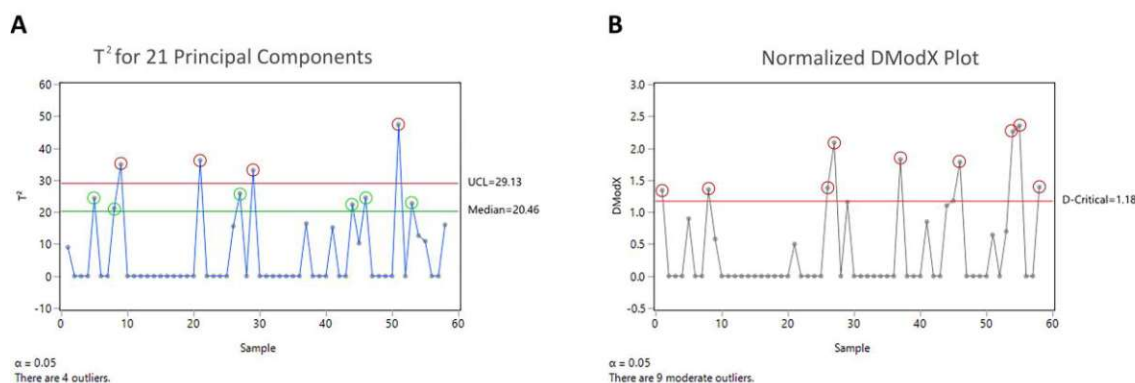 A
T² for 21 Principal Components
60
50
40
30
20
10
0
-10
T²
UCL=29.13
Median=20.46
0 10 20 30 40 50 60
Sample
α = 0.05
There are 4 outliers.
B
Normalized DModX Plot
3.0
2.5
2.0
1.5
1.0
0.5
0.0
-0.5
DModX
D-Critical=1.18
0 10 20 30 40 50 60
Sample
α = 0.05
There are 9 moderate outliers.